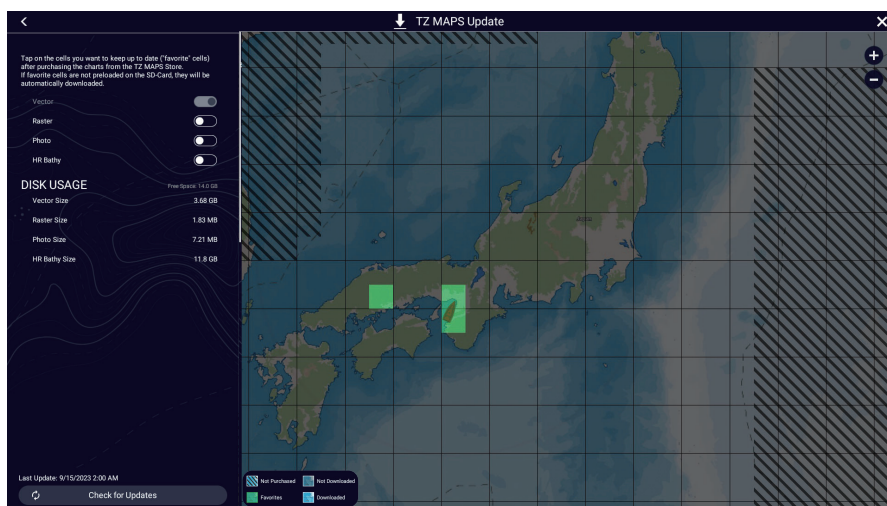 TZ MAPS Update
Tap on the cells you want to keep up to date ("favorite" cells)
after purchasing the charts from the TZ MAPS Store.
If favorite cells are not preloaded on the SD-Card, they will be
automatically downloaded.
Vector
Raster
Photo
HR Bathy
DISK USAGE Free Space: 14.0 GB
Vector Size 3.68 GB
Raster Size 1.83 MB
Photo Size 7.21 MB
HR Bathy Size 11.8 GB
Last Update: 9/15/2023 2:00 AM
Check for Updates
Not Purchased Not Downloaded
Favorites Downloaded